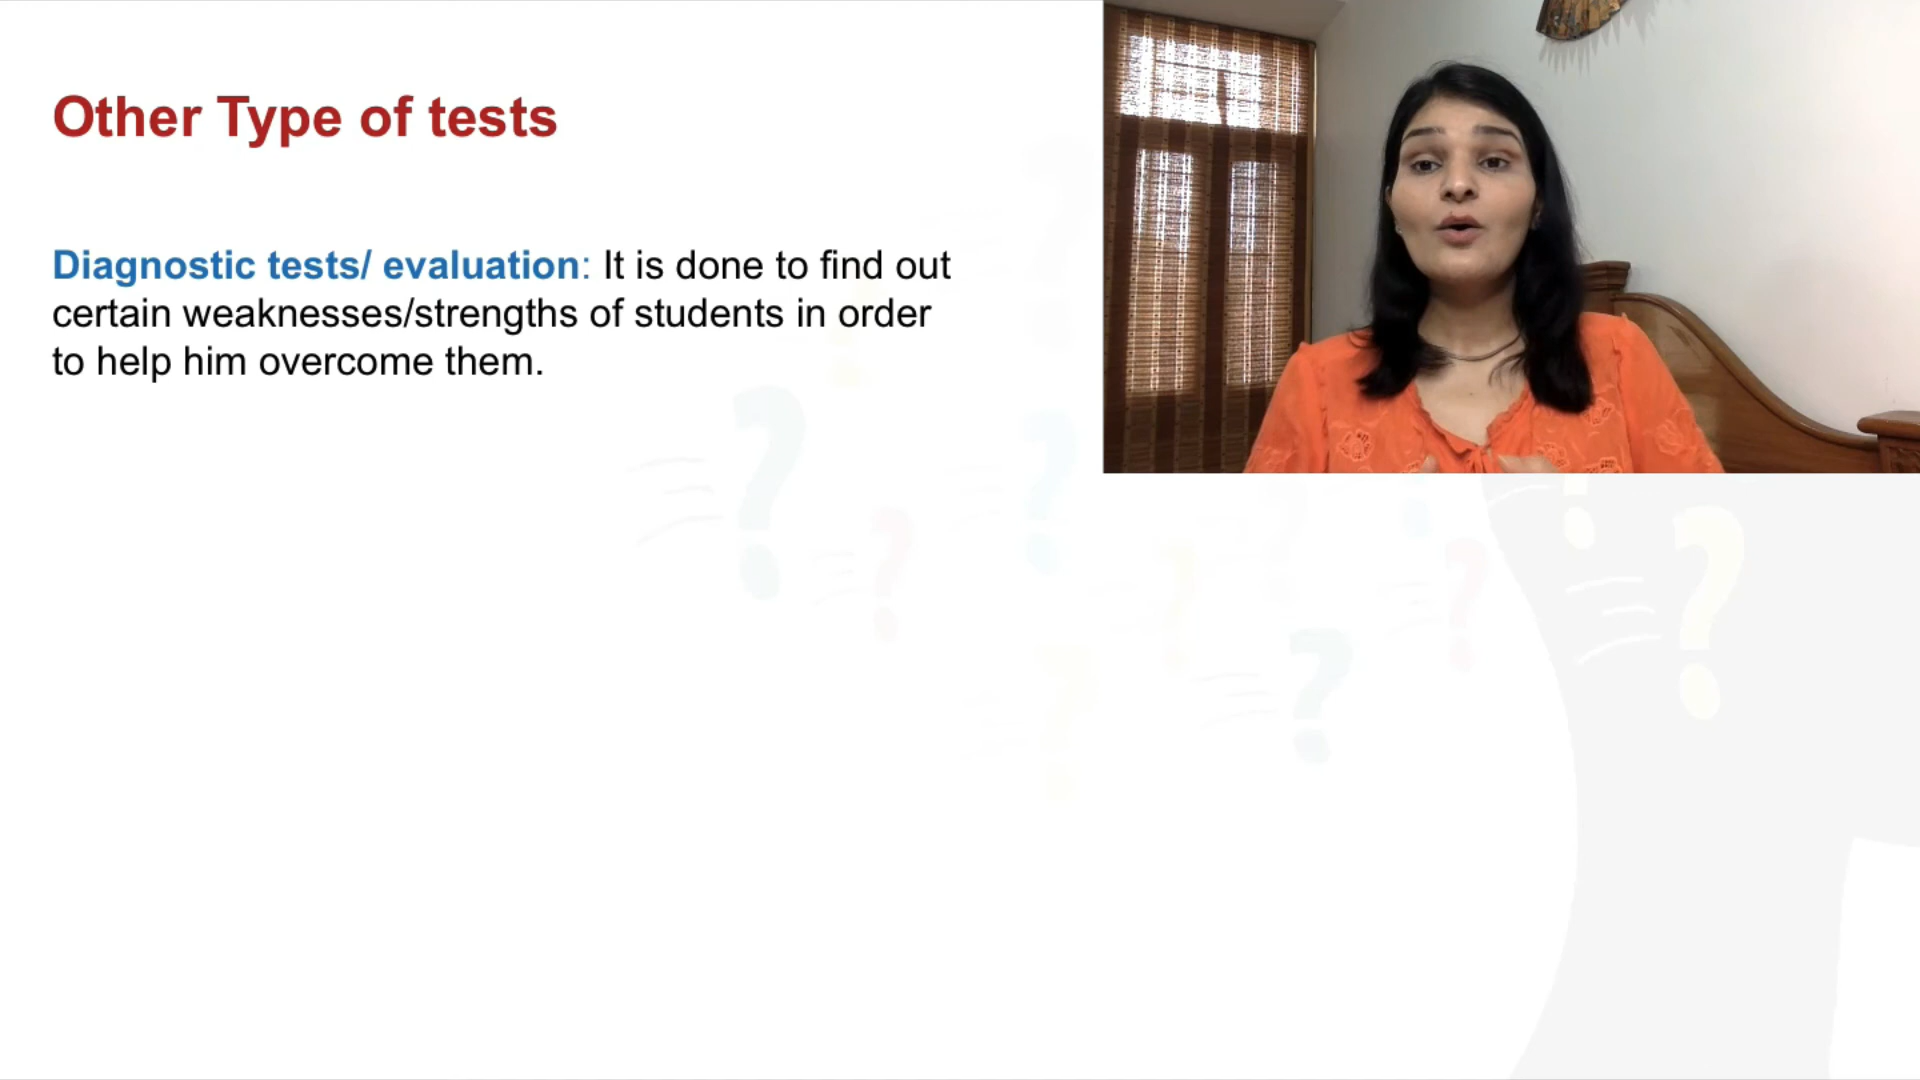 Other Type of tests
Diagnostic tests/ evaluation: It is done to find out
certain weaknesses/strengths of students in order
to help him overcome them.